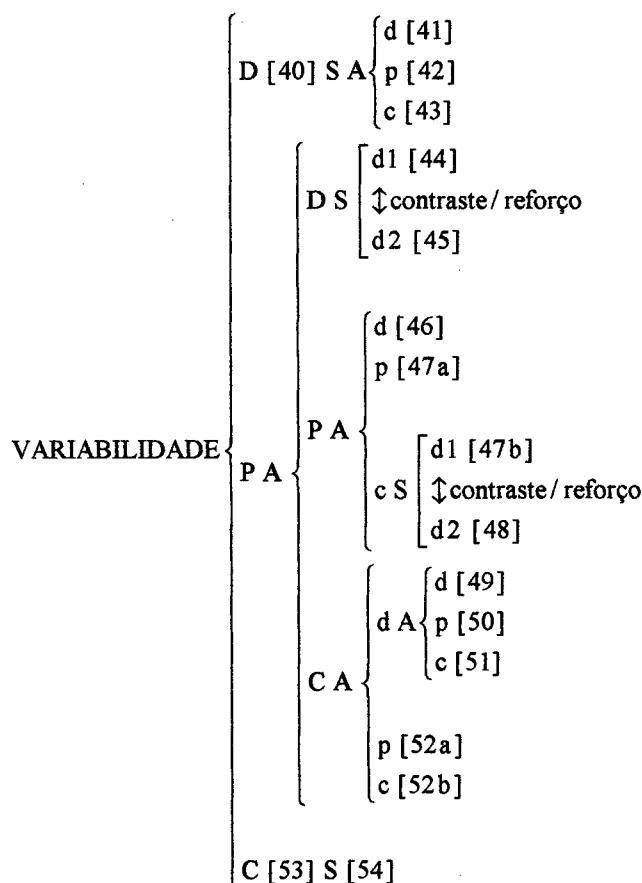 d [41]
D [40] S A
p [42]
c [43]
d1 [44]
D S
↕contraste/ reforço
d2 [45]
d [46]
p [47a]
P A
d1 [47b]
VARIABILIDADE
P A
c S
↕contraste/ reforço
d2 [48]
d [49]
d A
p [50]
c [51]
C A
p [52a]
c [52b]
C [53] S [54]